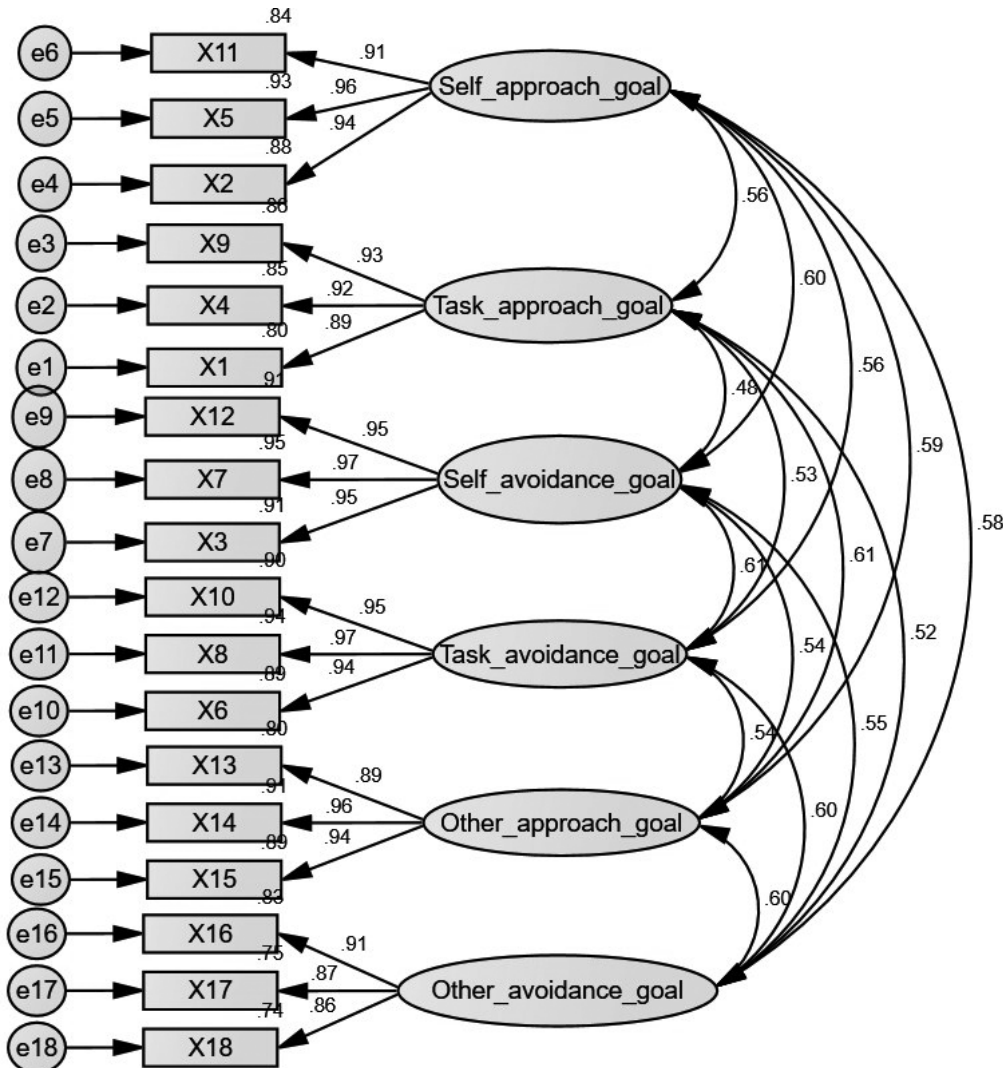 .84
e6 X11 .91 Self_approach_goal
.93
e5 X5 .96
.88
e4 X2 .94
.86
e3 X9 .93 .56
.85
e2 X4 .92 Task_approach_goal .60
.80
e1 X1 .89
.91
e9 X12 .95 .48 .56
.95
e8 X7 .97 Self_avoidance_goal .53 .59
.91
e7 X3 .95
.90
e12 X10 .95 .61 .61 .58
.94
e11 X8 .97 Task_avoidance_goal .54 .52
.89
e10 X6 .94
.80
e13 X13 .89 .54 .55
.91
e14 X14 .96 Other_approach_goal .60
.89
e15 X15 .94
.83
e16 X16 .91 .60
.75
e17 X17 .87 Other_avoidance_goal
.74
e18 X18 .86